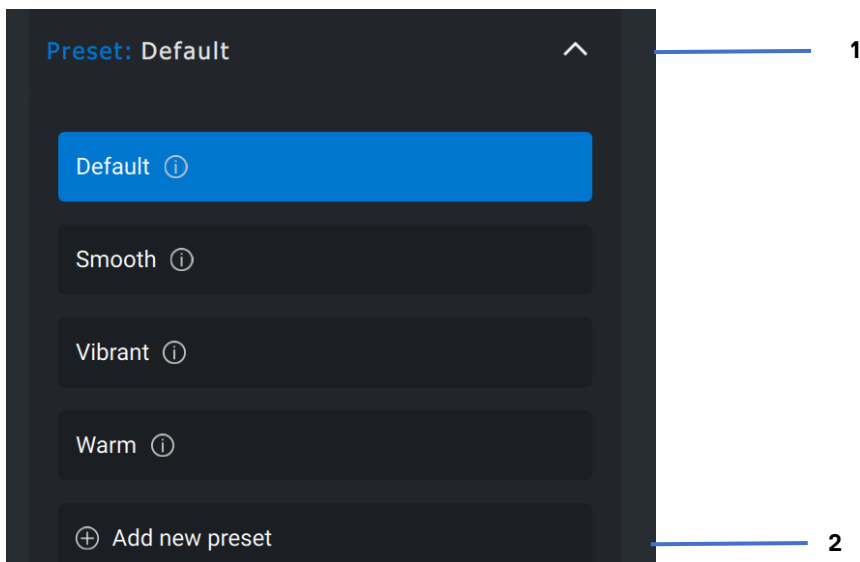 Preset: Default
1
Default
Smooth
Vibrant
Warm
Add new preset
2